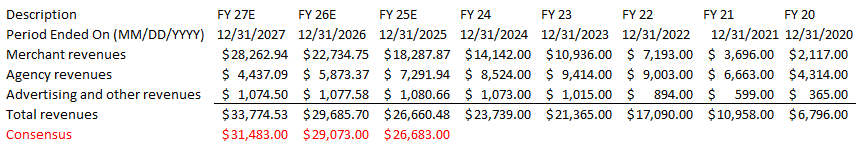 Description FY 27E FY 26E FY 25E FY 24 FY 23 FY 22 FY 21 FY 20
Period Ended On (MM/DD/YYYY) 12/31/2027 12/31/2026 12/31/2025 12/31/2024 12/31/2023 12/31/2022 12/31/2021 12/31/2020
Merchant revenues $28,262.94 $22,734.75 $18,287.87 $14,142.00 $10,936.00 $ 7,193.00 $ 3,696.00 $2,117.00
Agency revenues $ 4,437.09 $ 5,873.37 $ 7,291.94 $ 8,524.00 $ 9,414.00 $ 9,003.00 $ 6,663.00 $4,314.00
Advertising and other revenues $ 1,074.50 $ 1,077.58 $ 1,080.66 $ 1,073.00 $ 1,015.00 $ 894.00 $ 599.00 $ 365.00
Total revenues $33,774.53 $29,685.70 $26,660.48 $23,739.00 $21,365.00 $17,090.00 $10,958.00 $6,796.00
Consensus $31,483.00 $29,073.00 $26,683.00